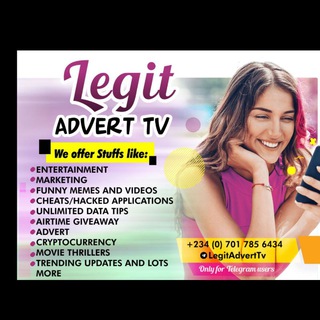 Legit
ADVERT TV
We offer Stuffs like:
ENTERTAINMENT
MARKETING
FUNNY MEMES AND VIDEOS
CHEATS/HACKED APPLICATIONS
UNLIMITED DATA TIPS
AIRTIME GIVEAWAY
ADVERT
CRYPTOCURRENCY
MOVIE THRILLERS
TRENDING UPDATES AND LOTS
MORE
+234 (0) 701 785 6434
LegitAdvertTv
Only for Telegram users